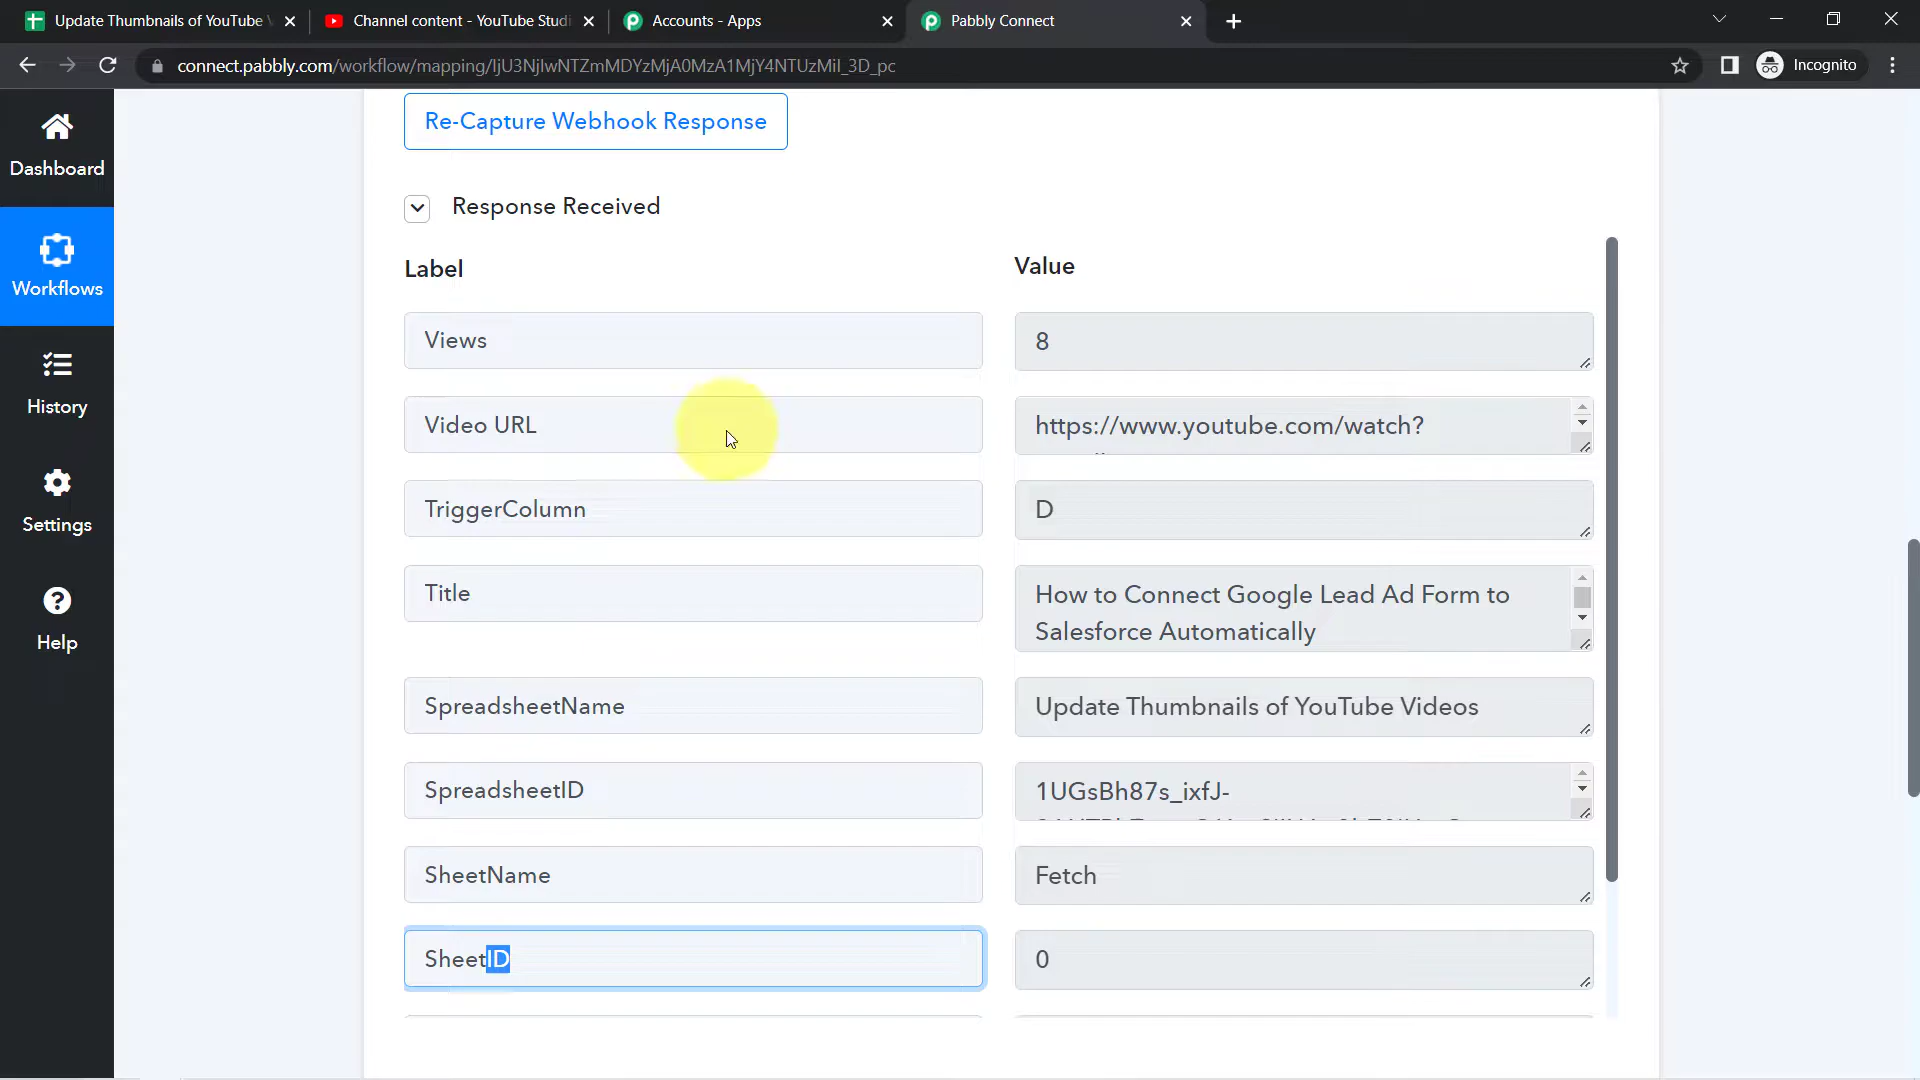 Update Thumbnails of YouTube
Channel content - YouTube Studi
Accounts - Apps
Pabbly Connect
connect.pabbly.com/workflow/mapping/IjU3NjIwNTZmMDYzMjA0MzA1MjY4NTUzMiI_3D_pc
Incognito
Dashboard
Workflows
History
Settings
Help
Re-Capture Webhook Response
Response Received
Label
Value
Views
8
Video URL
https://www.youtube.com/watch?
TriggerColumn
D
Title
How to Connect Google Lead Ad Form to
Salesforce Automatically
SpreadsheetName
Update Thumbnails of YouTube Videos
SpreadsheetID
1UGsBh87s_ixfJ-
SheetName
Fetch
SheetID
0